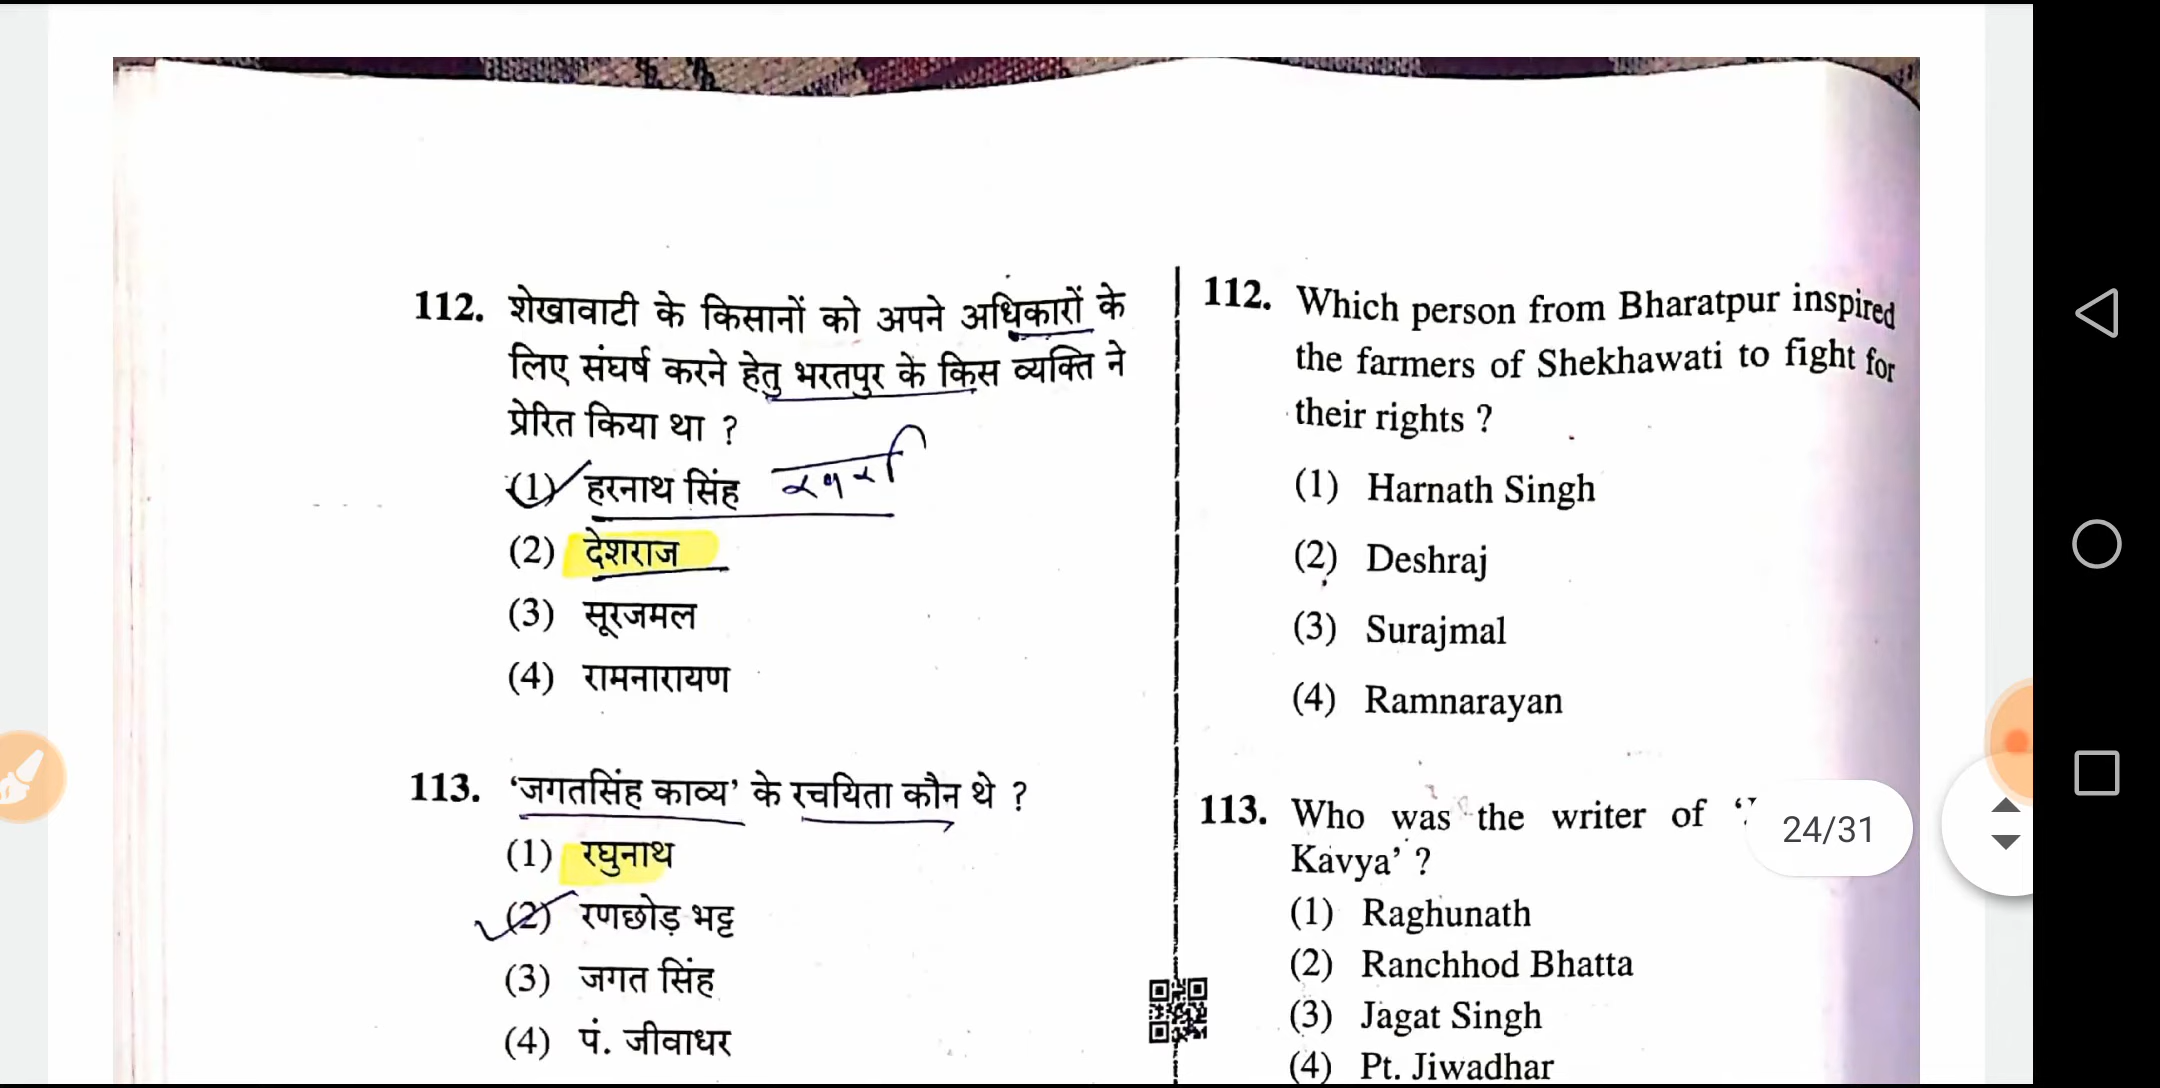 112. शेखावाटी के किसानों को अपने अधिकारों के
लिए संघर्ष करने हेतु भरतपुर के किस व्यक्ति ने
प्रेरित किया था ?
(1) हरनाथ सिंह
(2) देशराज
(3) सूरजमल
(4) रामनारायण
113. ‘जगतसिंह काव्य’ के रचयिता कौन थे ?
(1) रघुनाथ
(2) रणछोड़ भट्ट
(3) जगत सिंह
(4) पं. जीवाधर
112. Which person from Bharatpur inspired
the farmers of Shekhawati to fight for
their rights ?
(1) Harnath Singh
(2) Deshraj
(3) Surajmal
(4) Ramnarayan
113. Who was the writer of
Kavya’ ?
(1) Raghunath
(2) Ranchhod Bhatta
(3) Jagat Singh
(4) Pt. Jiwadhar
24/31